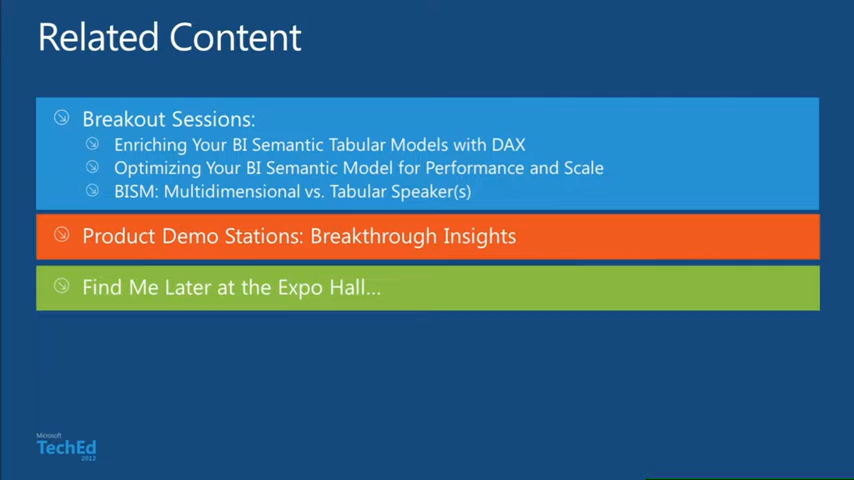 Related Content
Breakout Sessions:
Enriching Your BI Semantic Tabular Models with DAX
Optimizing Your BI Semantic Model for Performance and Scale
BISM: Multidimensional vs. Tabular Speaker(s)
Product Demo Stations: Breakthrough Insights
Find Me Later at the Expo Hall...
Microsoft
TechEd
2012